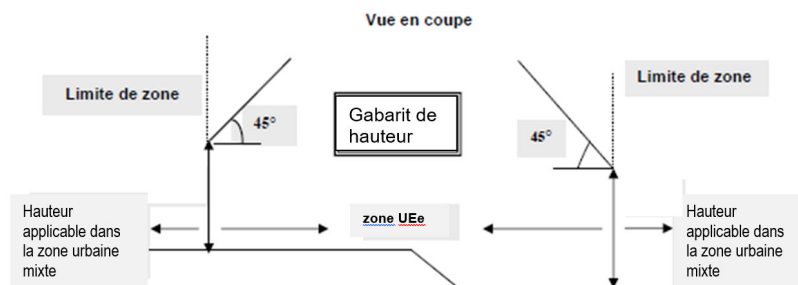 Vue en coupe
Limite de zone
Limite de zone
45°
Gabarit de
hauteur
45°
Hauteur
applicable dans
la zone urbaine
mixte
zone UEe
Hauteur
applicable dans
la zone urbaine
mixte